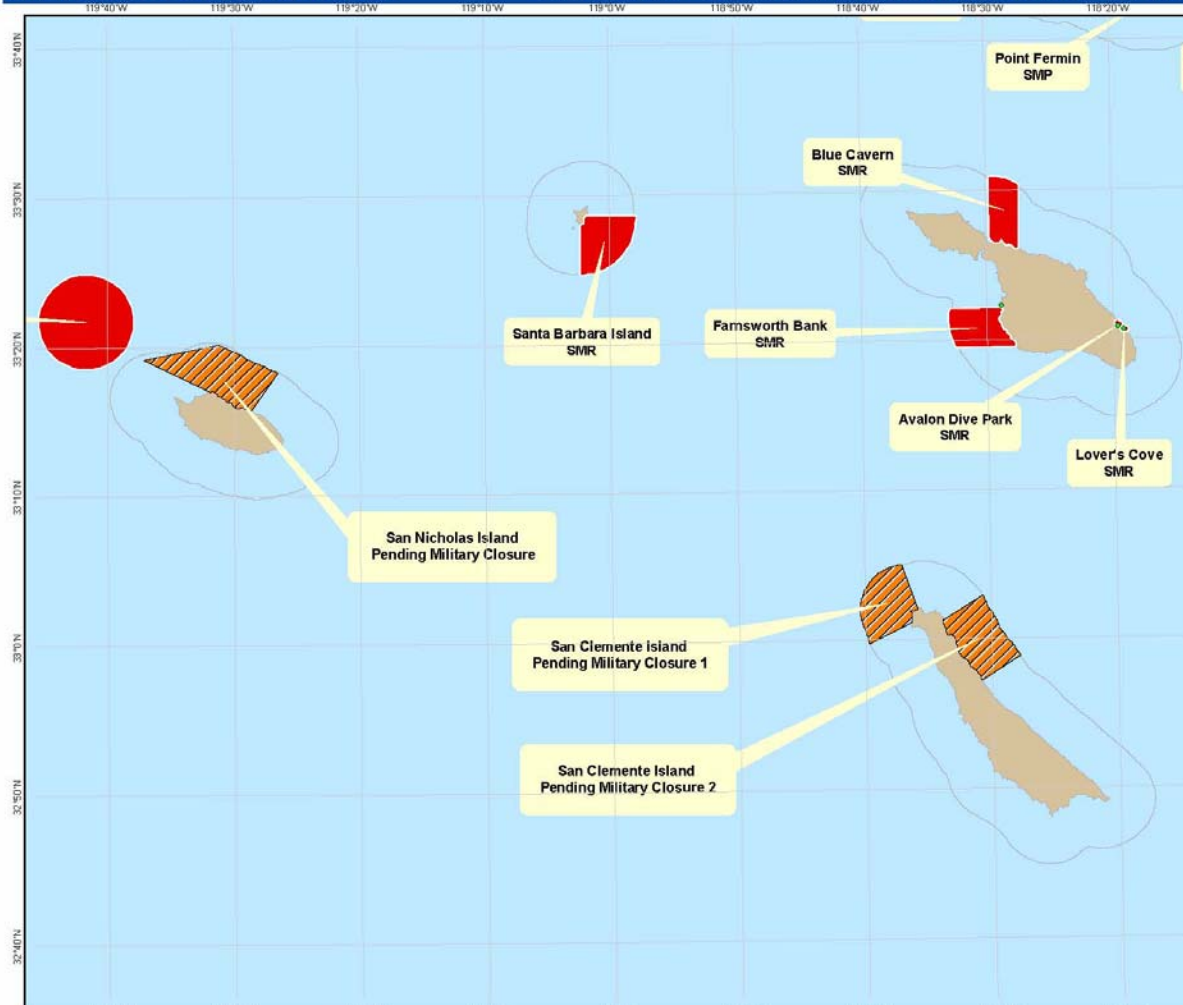 119°40'W
119°30'W
119°20'W
119°10'W
119°0'W
118°50'W
118°40'W
118°30'W
118°20'W
33°40'N
33°30'N
33°20'N
33°10'N
33°0'N
32°50'N
32°40'N
Point Fermin
SMP
Blue Cavern
SMR
Santa Barbara Island
SMR
Farnsworth Bank
SMR
Avalon Dive Park
SMR
Lover's Cove
SMR
San Nicholas Island
Pending Military Closure
San Clemente Island
Pending Military Closure 1
San Clemente Island
Pending Military Closure 2